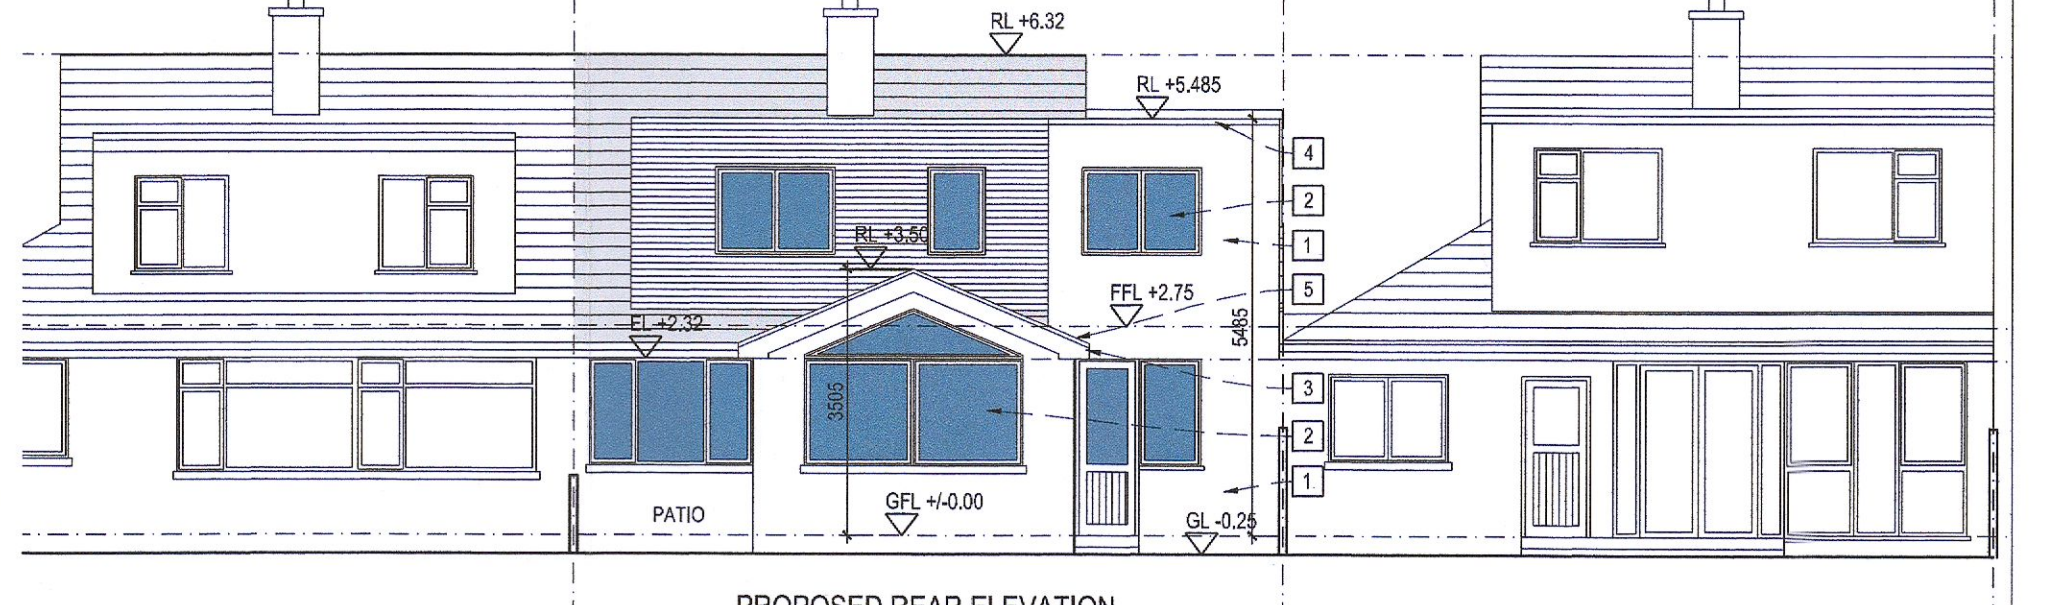 RL +6.32
RL +5.485
4
2
RL +3.50
1
FFL +2.75
5
EL +2.32
5485
3505
3
2
1
GFL +/-0.00
PATIO
GL -0.25
PROPOSED REAR ELEVATION